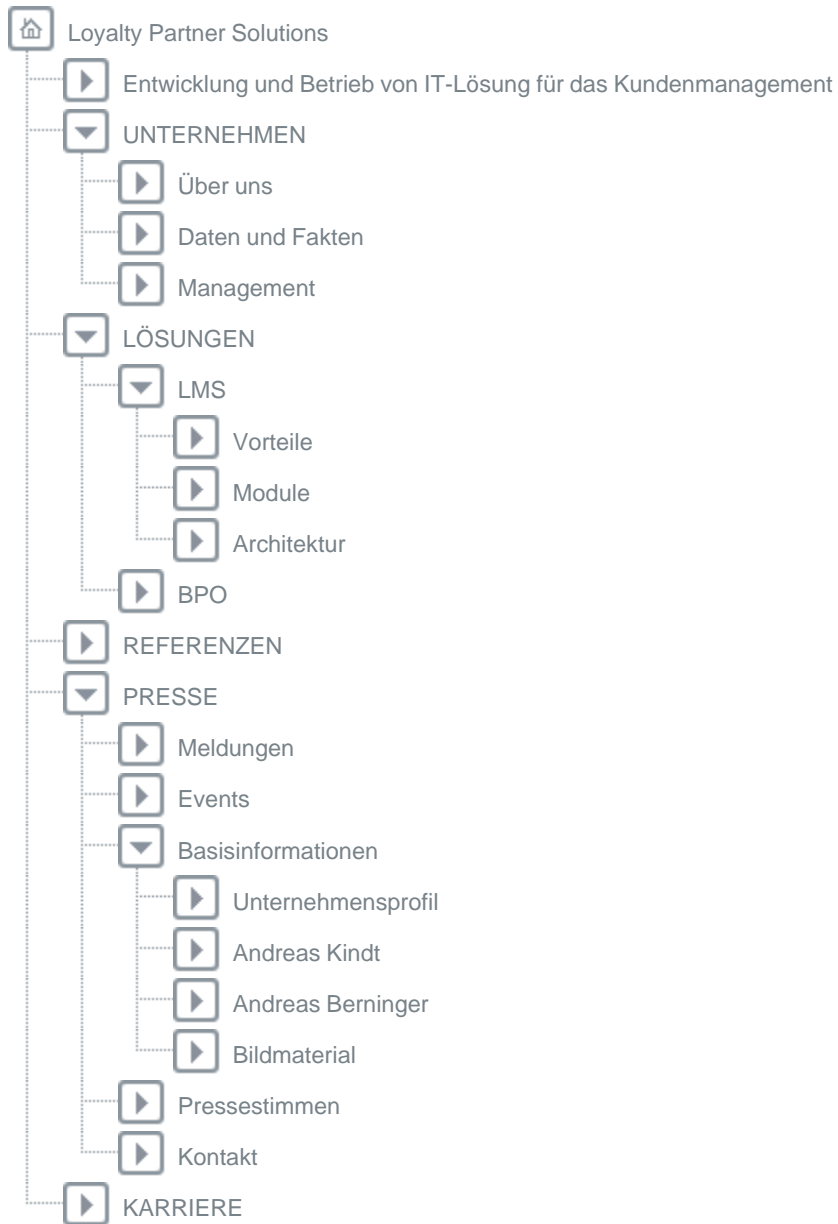 Loyalty Partner Solutions
Entwicklung und Betrieb von IT-Lösung für das Kundenmanagement
UNTERNEHMEN
Über uns
Daten und Fakten
Management
LÖSUNGEN
LMS
Vorteile
Module
Architektur
BPO
REFERENZEN
PRESSE
Meldungen
Events
Basisinformationen
Unternehmensprofil
Andreas Kindt
Andreas Berninger
Bildmaterial
Pressestimmen
Kontakt
KARRIERE